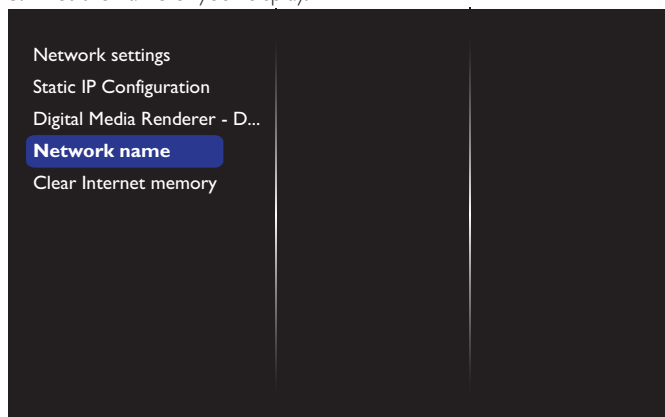 Network settings
Static IP Configuration
Digital Media Renderer - D...
Network name
Clear Internet memory